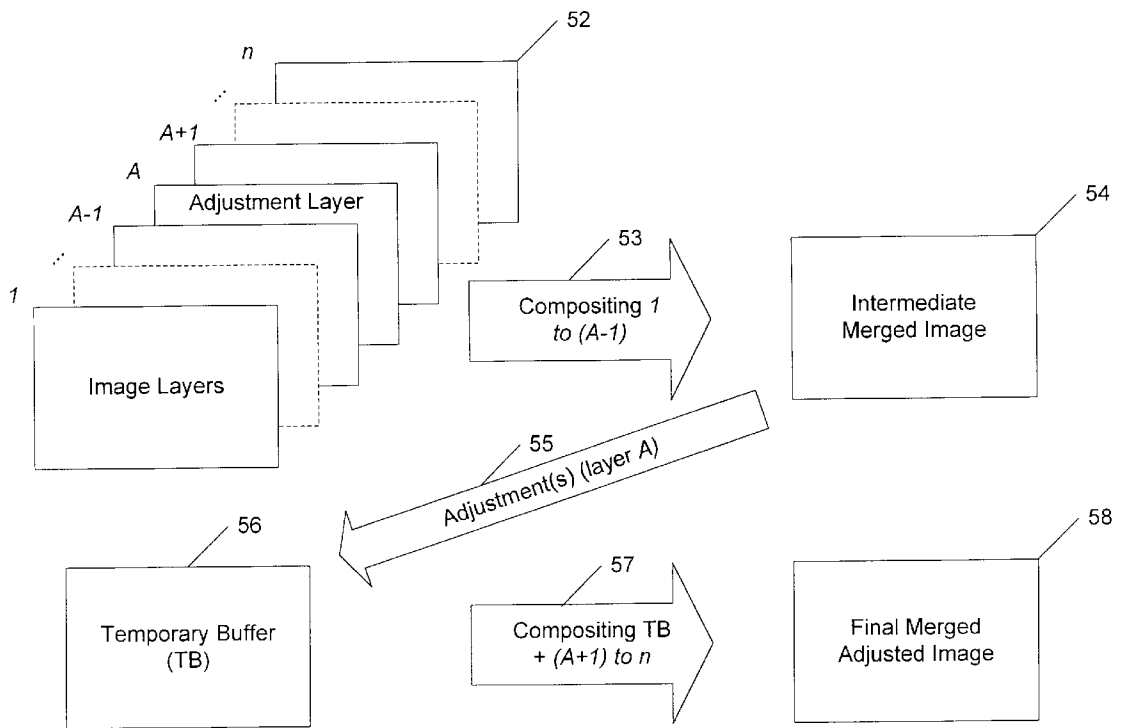 52
n
...
A+1
A
Adjustment Layer
A-1
...
1
Image Layers
53
Compositing 1
to (A-1)
54
Intermediate
Merged Image
55
Adjustment(s) (layer A)
56
Temporary Buffer
(TB)
57
Compositing TB
+ (A+1) to n
58
Final Merged
Adjusted Image